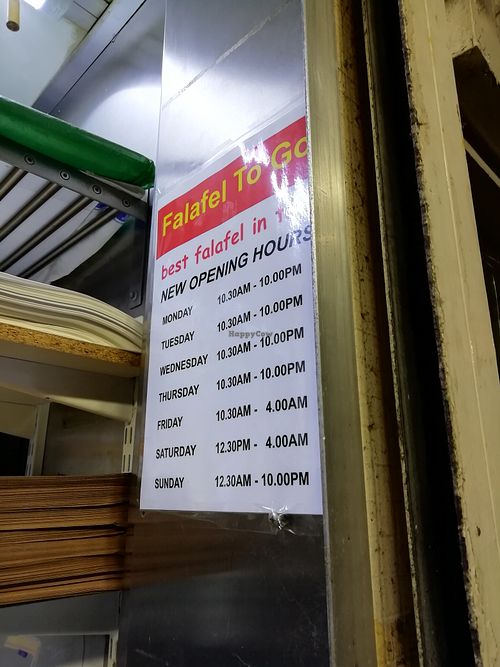 Falafel To Go
best falafel in t
NEW OPENING HOURS
MONDAY 10.30AM - 10.00PM
TUESDAY 10.30AM - 10.00PM
WEDNESDAY 10.30AM - 10.00PM
THURSDAY 10.30AM - 10.00PM
FRIDAY 10.30AM - 4.00AM
SATURDAY 12.30PM - 4.00AM
SUNDAY 12.30AM - 10.00PM
HappyCow